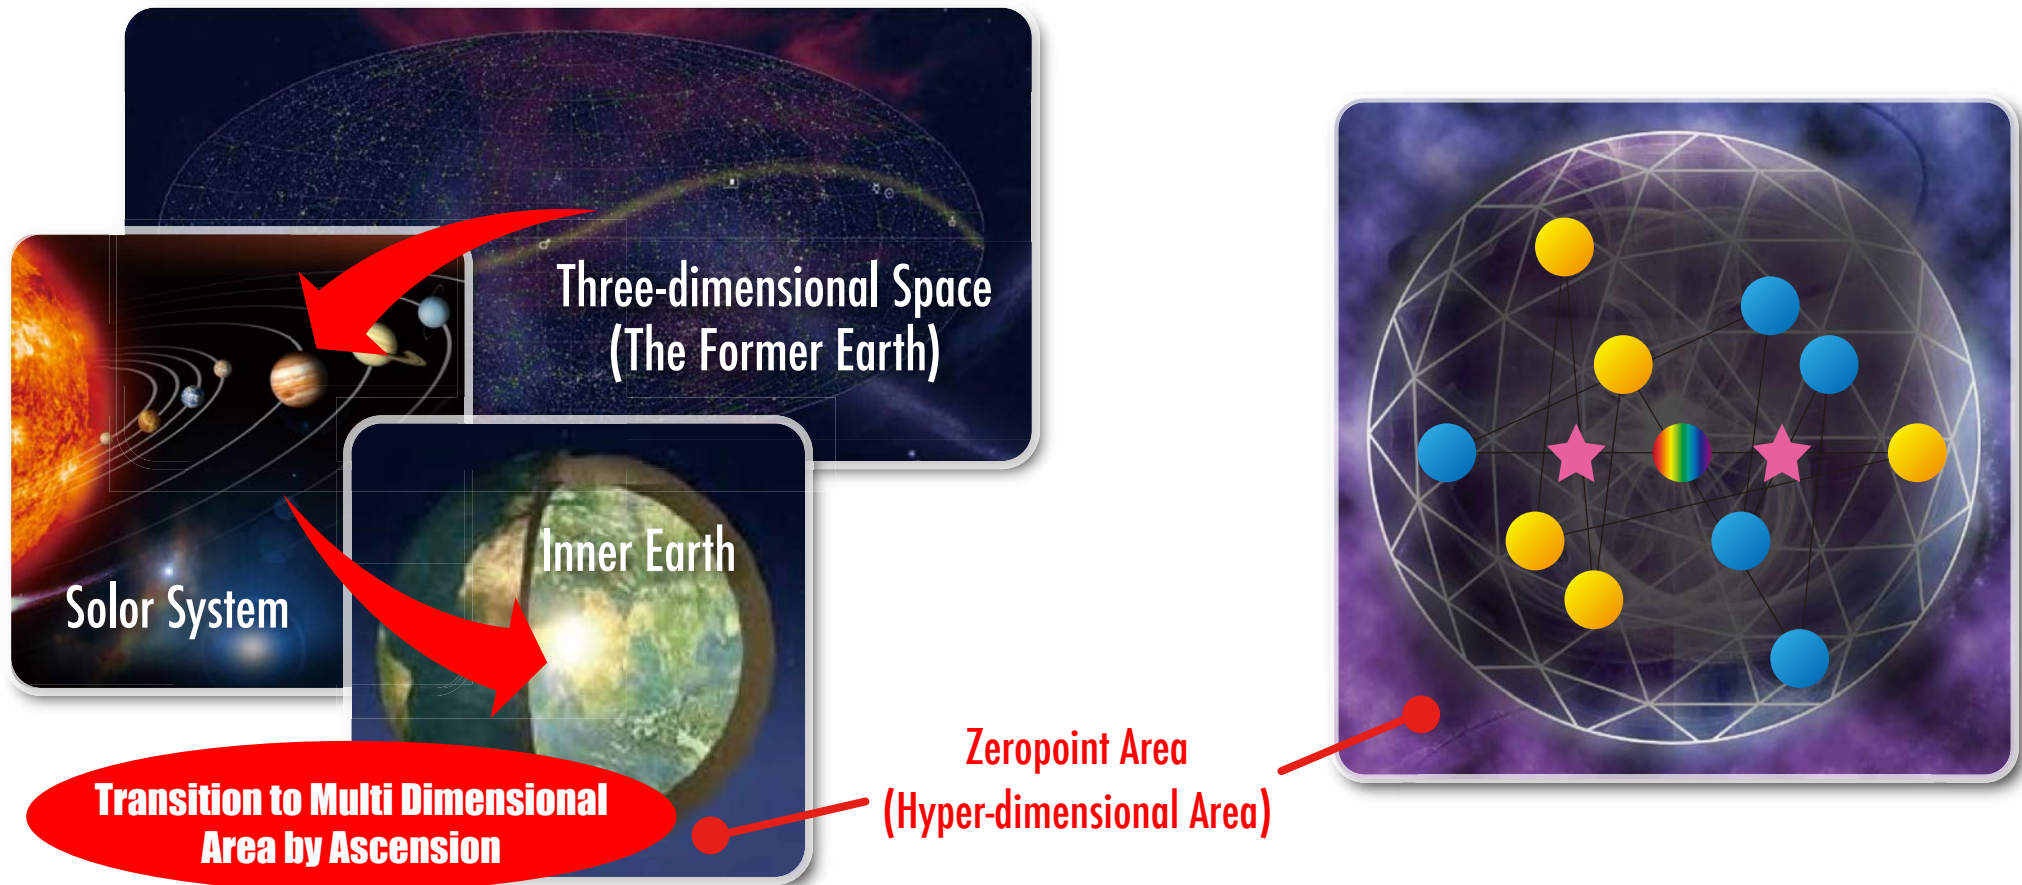 Three-dimensional Space
(The Former Earth)
Solor System
Inner Earth
Transition to Multi Dimensional
Area by Ascension
Zeropoint Area
(Hyper-dimensional Area)